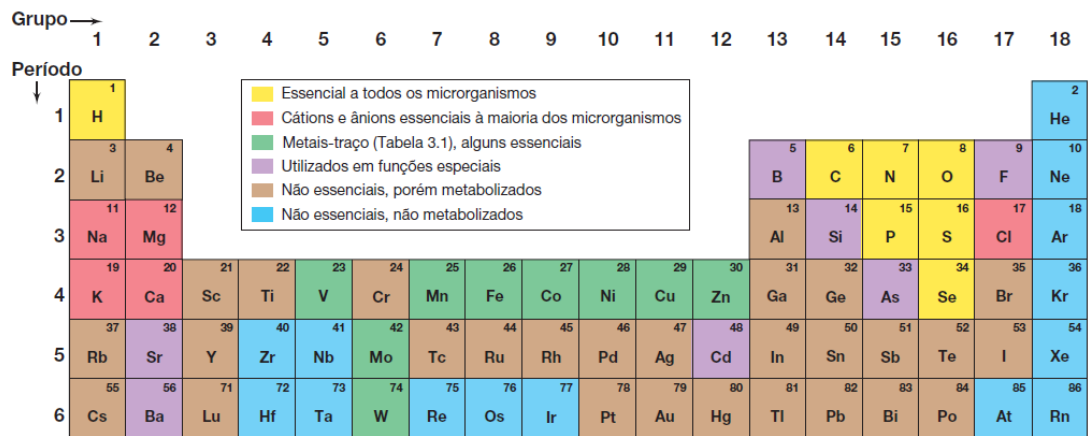 Grupo
1 2 3 4 5 6 7 8 9 10 11 12 13 14 15 16 17 18
Período
Essencial a todos os microrganismos
Cátions e ânions essenciais à maioria dos microrganismos
Metais-traço (Tabela 3.1), alguns essenciais
Utilizados em funções especiais
Não essenciais, porém metabolizados
Não essenciais, não metabolizados
1 2
1 H He
3 4 5 6 7 8 9 10
2 Li Be B C N O F Ne
11 12 13 14 15 16 17 18
3 Na Mg Al Si P S Cl Ar
19 20 21 22 23 24 25 26 27 28 29 30 31 32 33 34 35 36
4 K Ca Sc Ti V Cr Mn Fe Co Ni Cu Zn Ga Ge As Se Br Kr
37 38 39 40 41 42 43 44 45 46 47 48 49 50 51 52 53 54
5 Rb Sr Y Zr Nb Mo Tc Ru Rh Pd Ag Cd In Sn Sb Te I Xe
55 56 71 72 73 74 75 76 77 78 79 80 81 82 83 84 85 86
6 Cs Ba Lu Hf Ta W Re Os Ir Pt Au Hg Tl Pb Bi Po At Rn